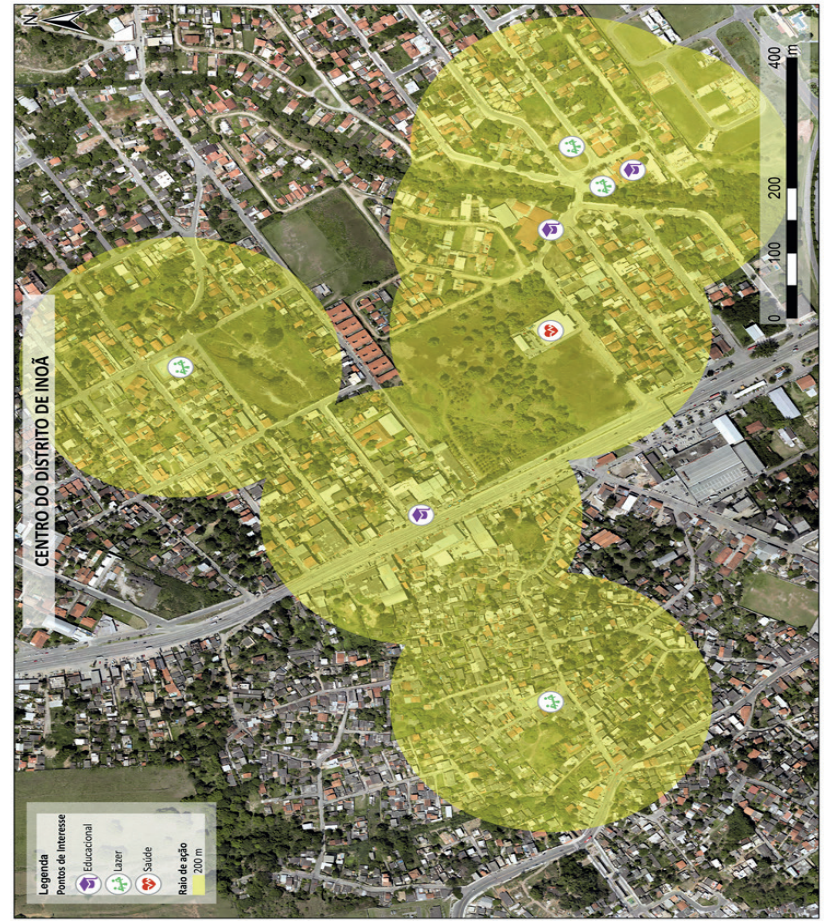 CENTRO DO DISTRITO DE INOÃ
N
Legenda
Pontos de Interesse
Educacional
Lazer
Saúde
Raio de ação
200 m
0 100 200 400
m